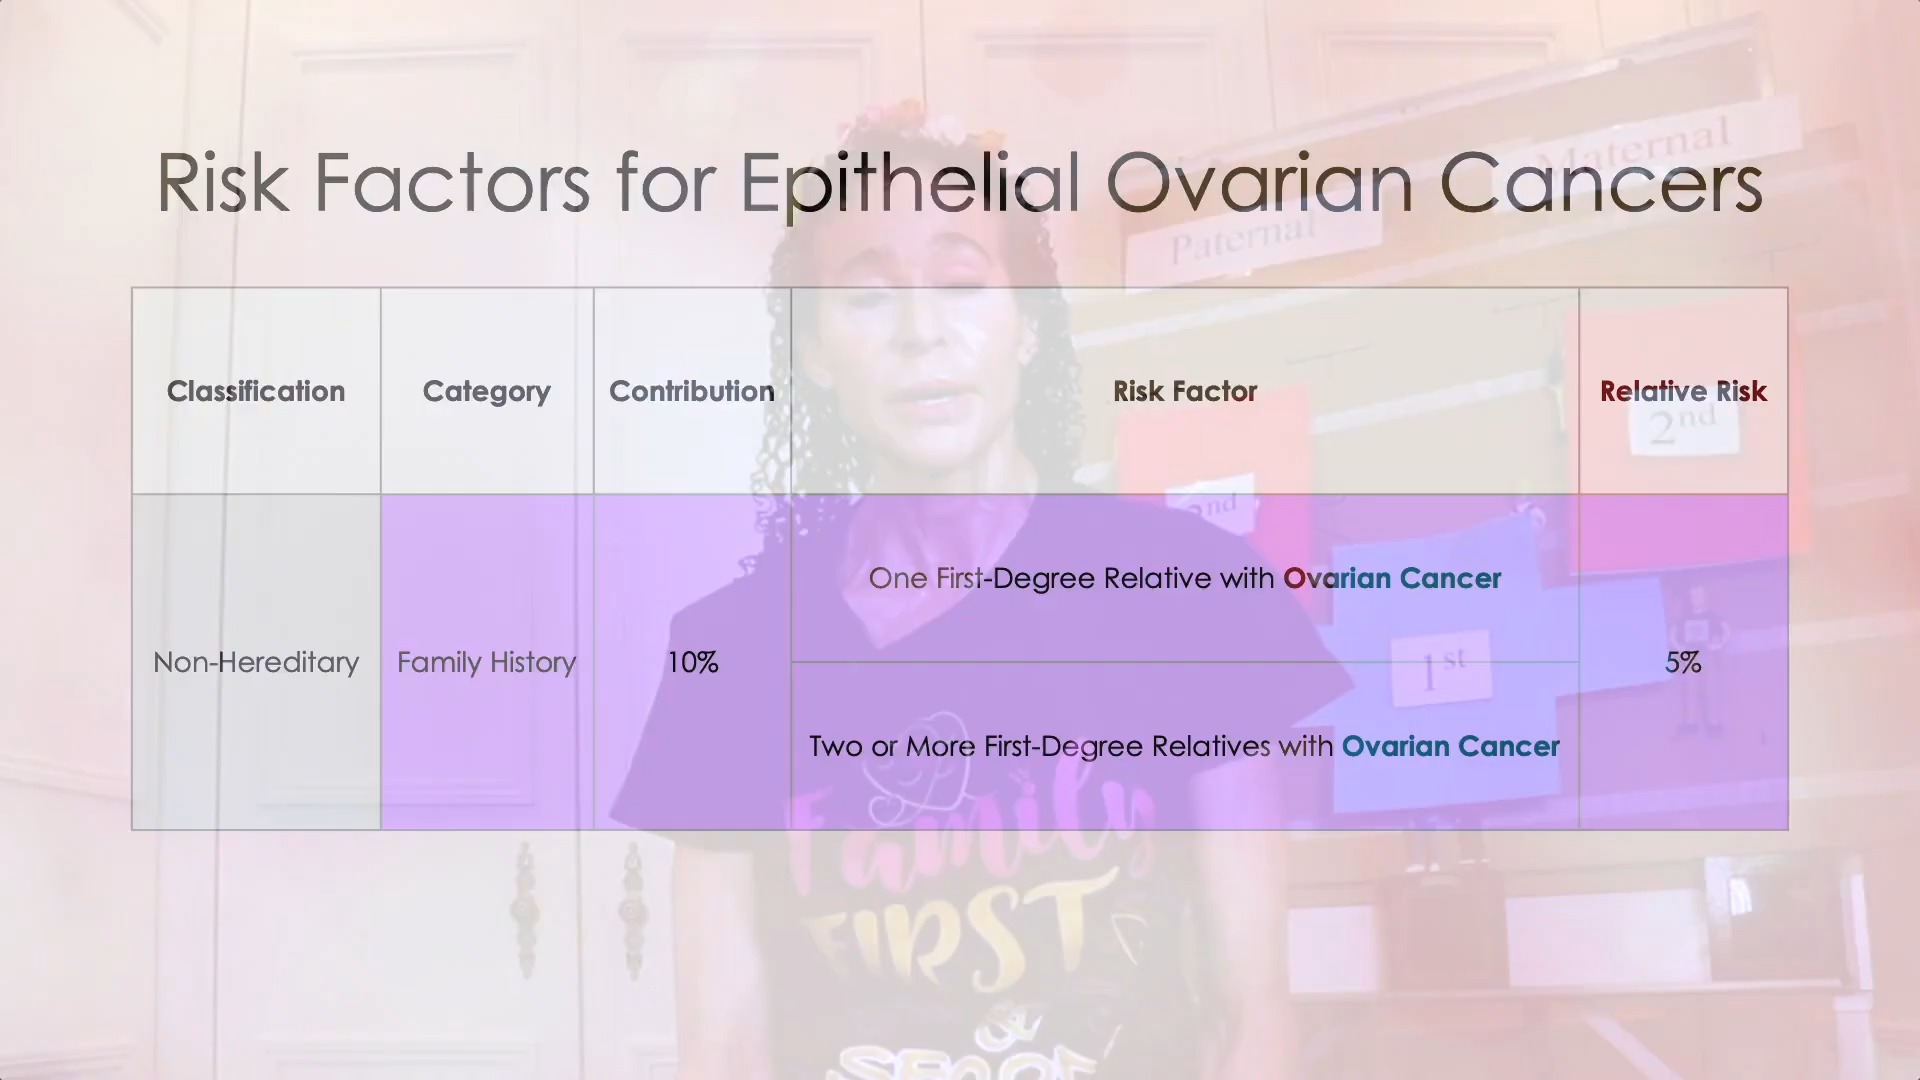 Risk Factors for Epithelial Ovarian Cancers
Maternal
Paternal
Classification
Category
Contribution
Risk Factor
Relative Risk
2nd
nd
Non-Hereditary
Family History
10%
One First-Degree Relative with Ovarian Cancer
5%
1st
Two or More First-Degree Relatives with Ovarian Cancer
Family
FIRST
&